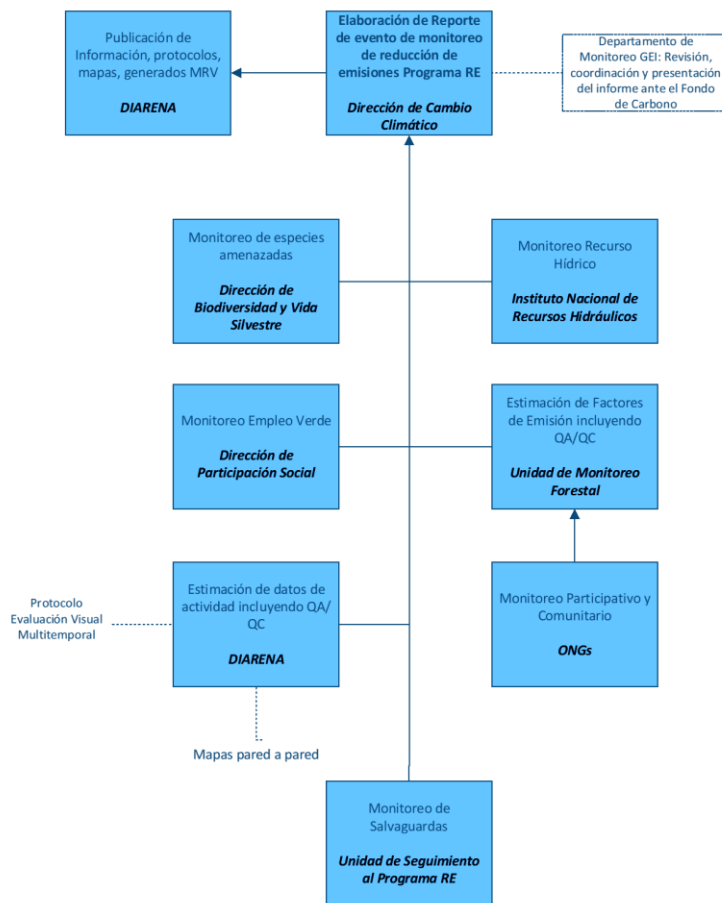 Publicación de
Información, protocolos,
mapas, generados MRV
DIARENA
Elaboración de Reporte
de evento de monitoreo
de reducción de
emisiones Programa RE
Dirección de Cambio
Climático
Departamento de
Monitoreo GEI: Revisión,
coordinación y presentación
del informe ante el Fondo
de Carbono
Monitoreo de especies
amenazadas
Dirección de
Biodiversidad y Vida
Silvestre
Monitoreo Recurso
Hídrico
Instituto Nacional de
Recursos Hidráulicos
Monitoreo Empleo Verde
Dirección de
Participación Social
Estimación de Factores
de Emisión incluyendo
QA/QC
Unidad de Monitoreo
Forestal
Protocolo
Evaluación Visual
Multitemporal
Estimación de datos de
actividad incluyendo QA/
QC
DIARENA
Monitoreo Participativo y
Comunitario
ONGs
Mapas pared a pared
Monitoreo de
Salvaguardas
Unidad de Seguimiento
al Programa RE